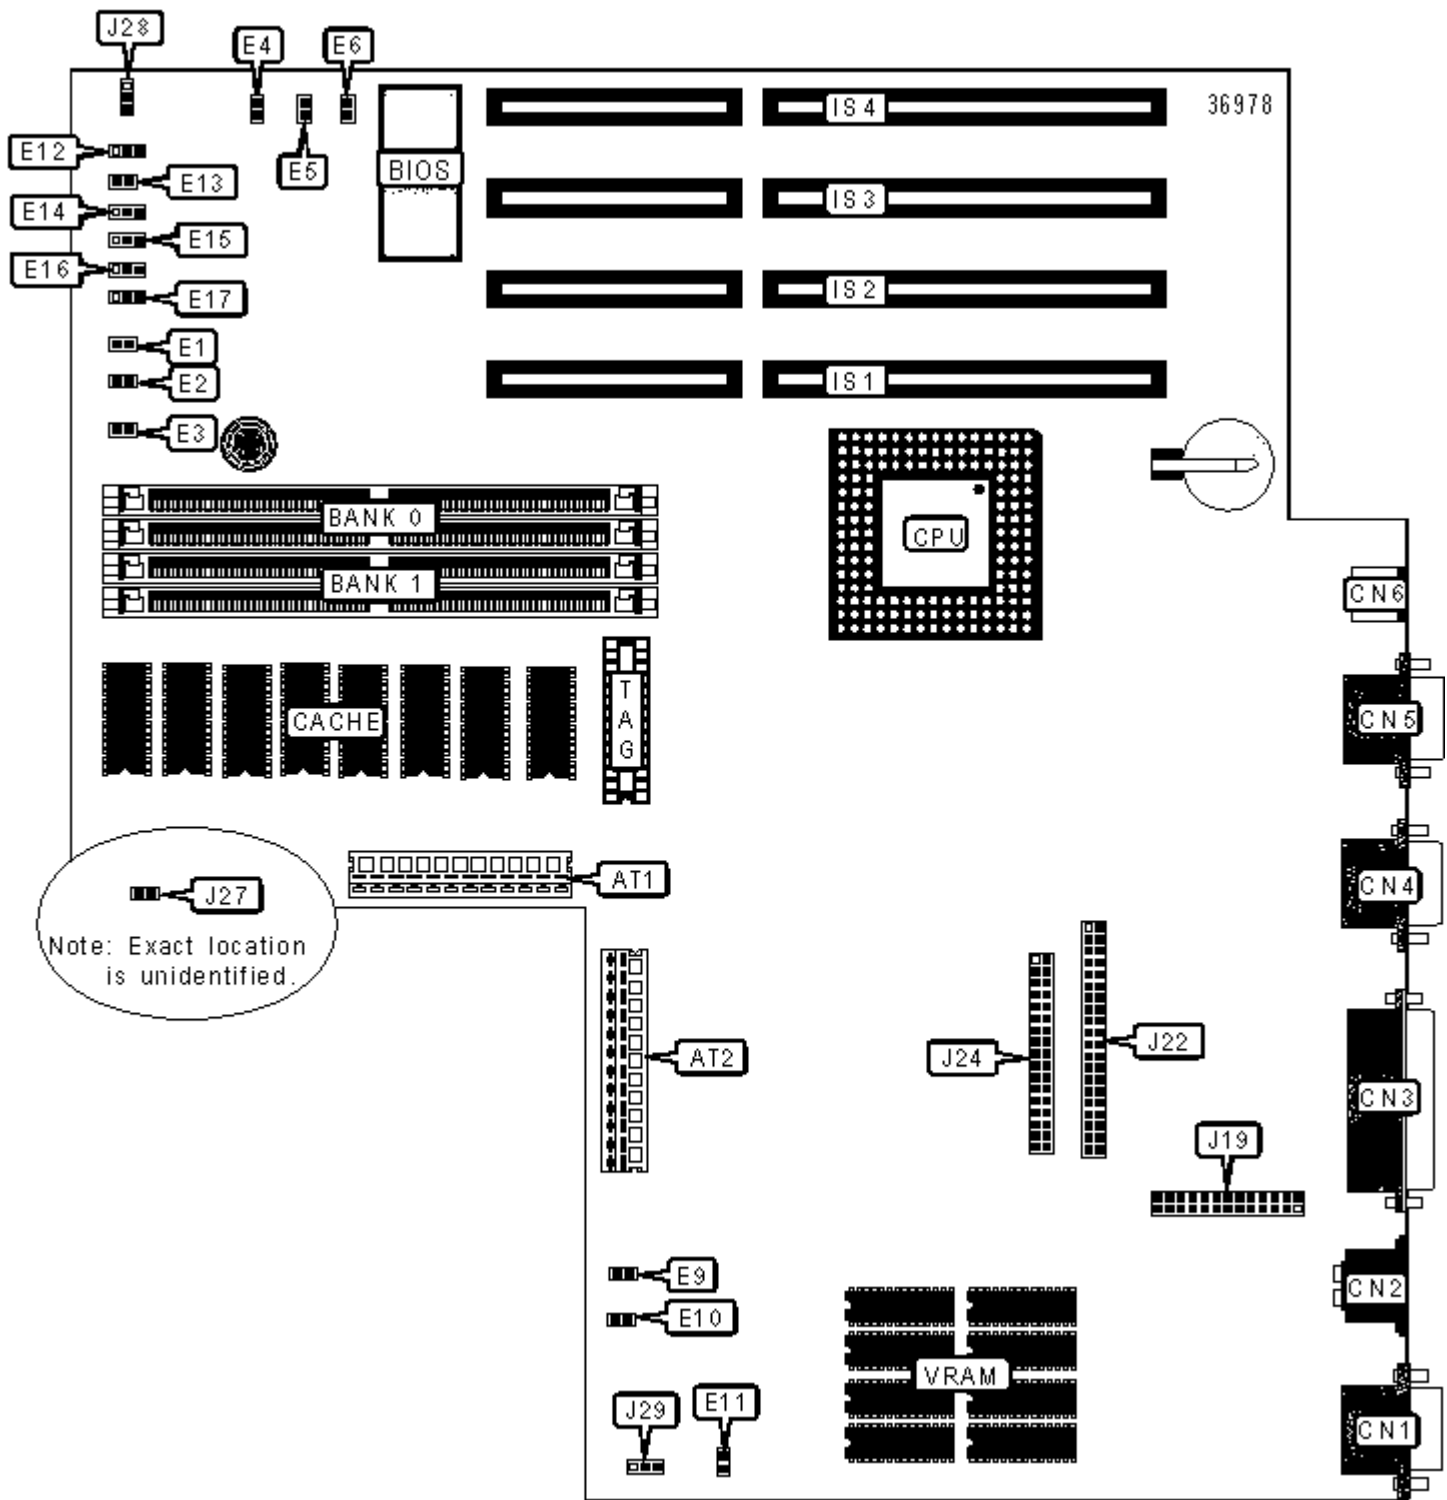 J28
E4
E6
IS4
36978
E12
E5
BIOS
E13
IS3
E14
E15
E16
E17
IS2
E1
E2
IS1
E3
BANK 0
CPU
BANK 1
CN6
TAG
CACHE
CN5
AT1
CN4
J27
Note: Exact location
is unidentified.
AT2
J24
J22
CN3
J19
E9
CN2
E10
VRAM
J29
E11
CN1